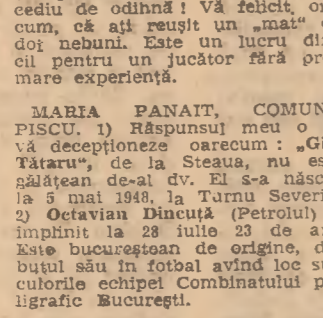 cediu de odihnă ! Vă felicit, or
cum, că ați reușit un „mat"
doi nebuni. Este un lucru di
cil pentru un jucător fără pr
mare experiență.
MARIA PANAIT, COMUN
PISCU. 1) Răspunsul meu o
vă decepționeze oarecum : „Gi
Tătaru", de la Steaua, nu es
gălățean de-al dv. El s-a născ
la 5 mai 1948, la Turnu Severi
2) Octavian Dincuță (Petrolul)
împlinit la 28 iulie 23 de a
Este bucureștean de origine, d
butul său în fotbal avînd loc s
culorile echipei Combinatului p
ligrafic București.